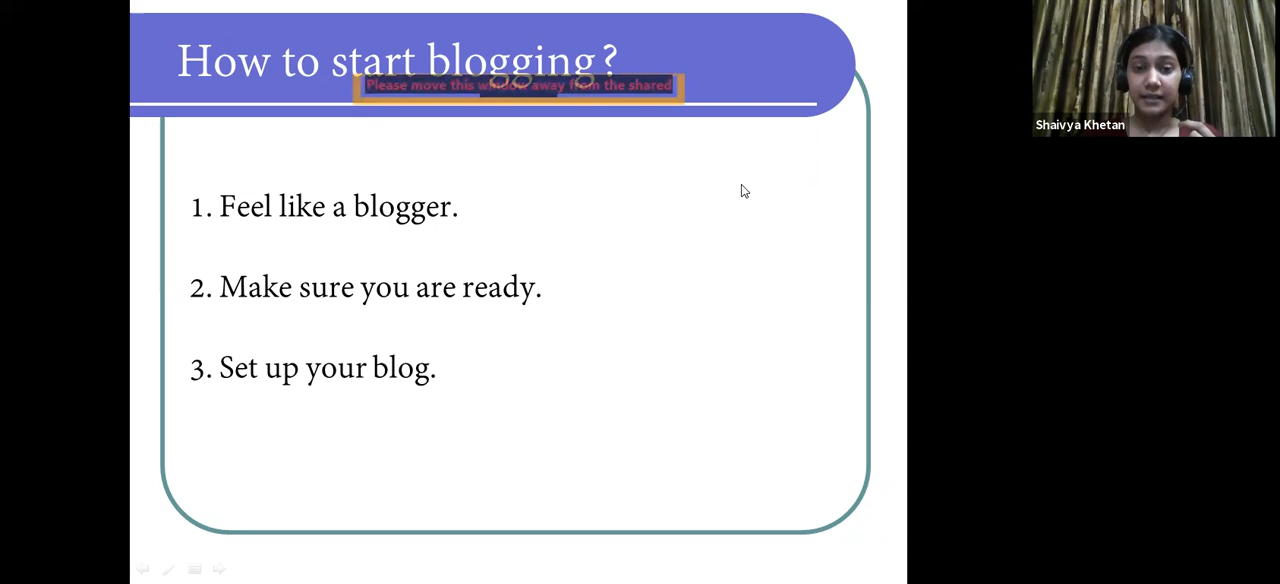 How to start blogging?
Please move this window away from the shared
1. Feel like a blogger.
2. Make sure you are ready.
3. Set up your blog.
Shaivya Khetan